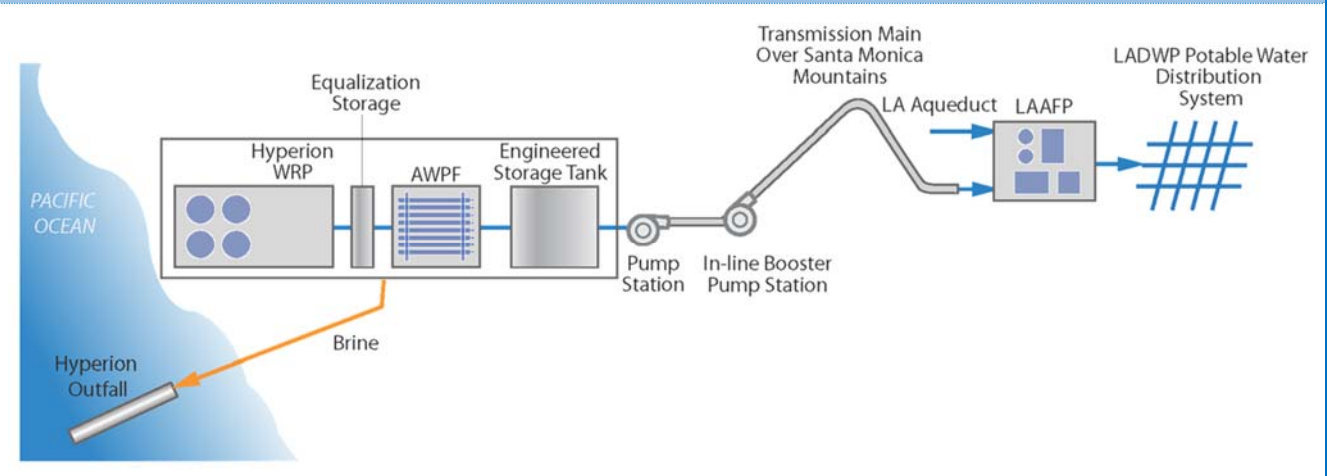 Transmission Main
Over Santa Monica
Mountains
LADWP Potable Water
Distribution
System
Equalization
Storage
LA Aqueduct
LAAFP
Hyperion
WRP
AWPF
Engineered
Storage Tank
PACIFIC
OCEAN
Pump
Station
In-line Booster
Pump Station
Brine
Hyperion
Outfall